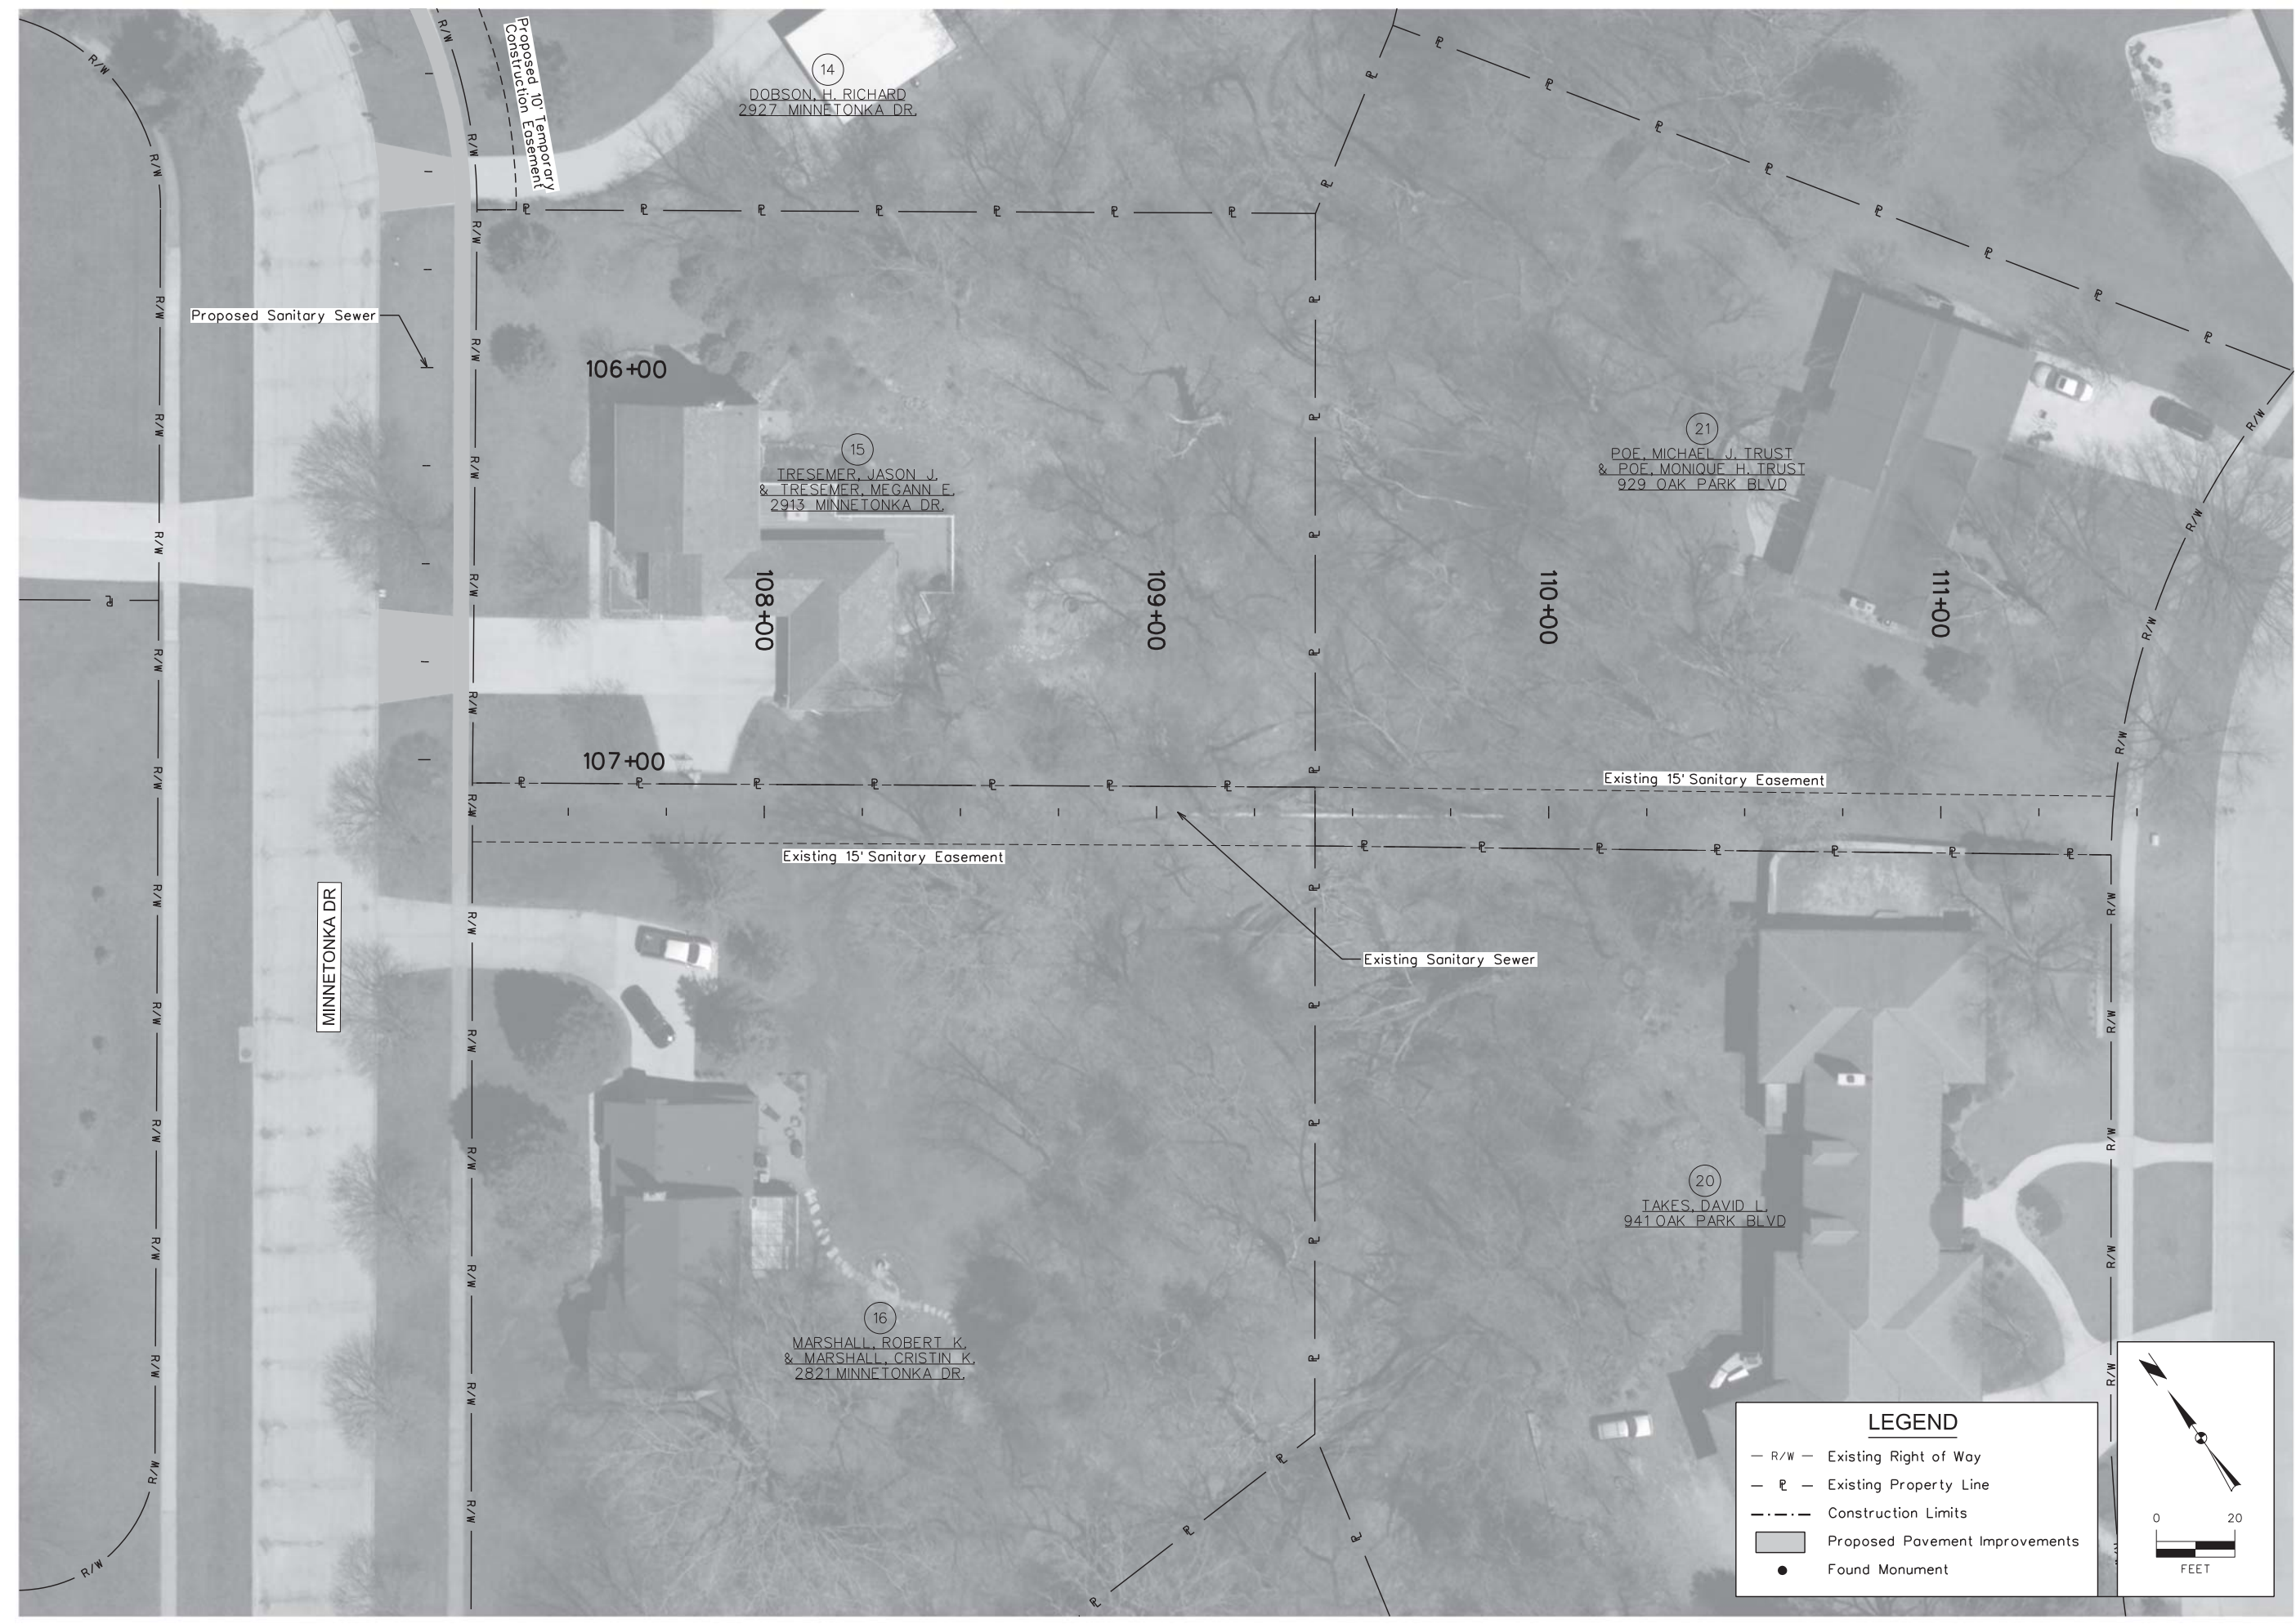 Proposed 10' Temporary
Construction Easement
14
DOBSON, H. RICHARD
2927 MINNETONKA DR.
Proposed Sanitary Sewer
106+00
15
TRESEMER, JASON J.
& TRESEMER, MEGANN E.
2913 MINNETONKA DR.
21
POE, MICHAEL J. TRUST
& POE, MONIQUE H. TRUST
929 OAK PARK BLVD
108+00
109+00
110+00
111+00
107+00
Existing 15' Sanitary Easement
Existing 15' Sanitary Easement
MINNETONKA DR
Existing Sanitary Sewer
20
TAKES, DAVID L.
941 OAK PARK BLVD
16
MARSHALL, ROBERT K.
& MARSHALL, CRISTIN K.
2821 MINNETONKA DR.
LEGEND
R/W Existing Right of Way
PL Existing Property Line
Construction Limits
Proposed Pavement Improvements
Found Monument
N
0 20
FEET